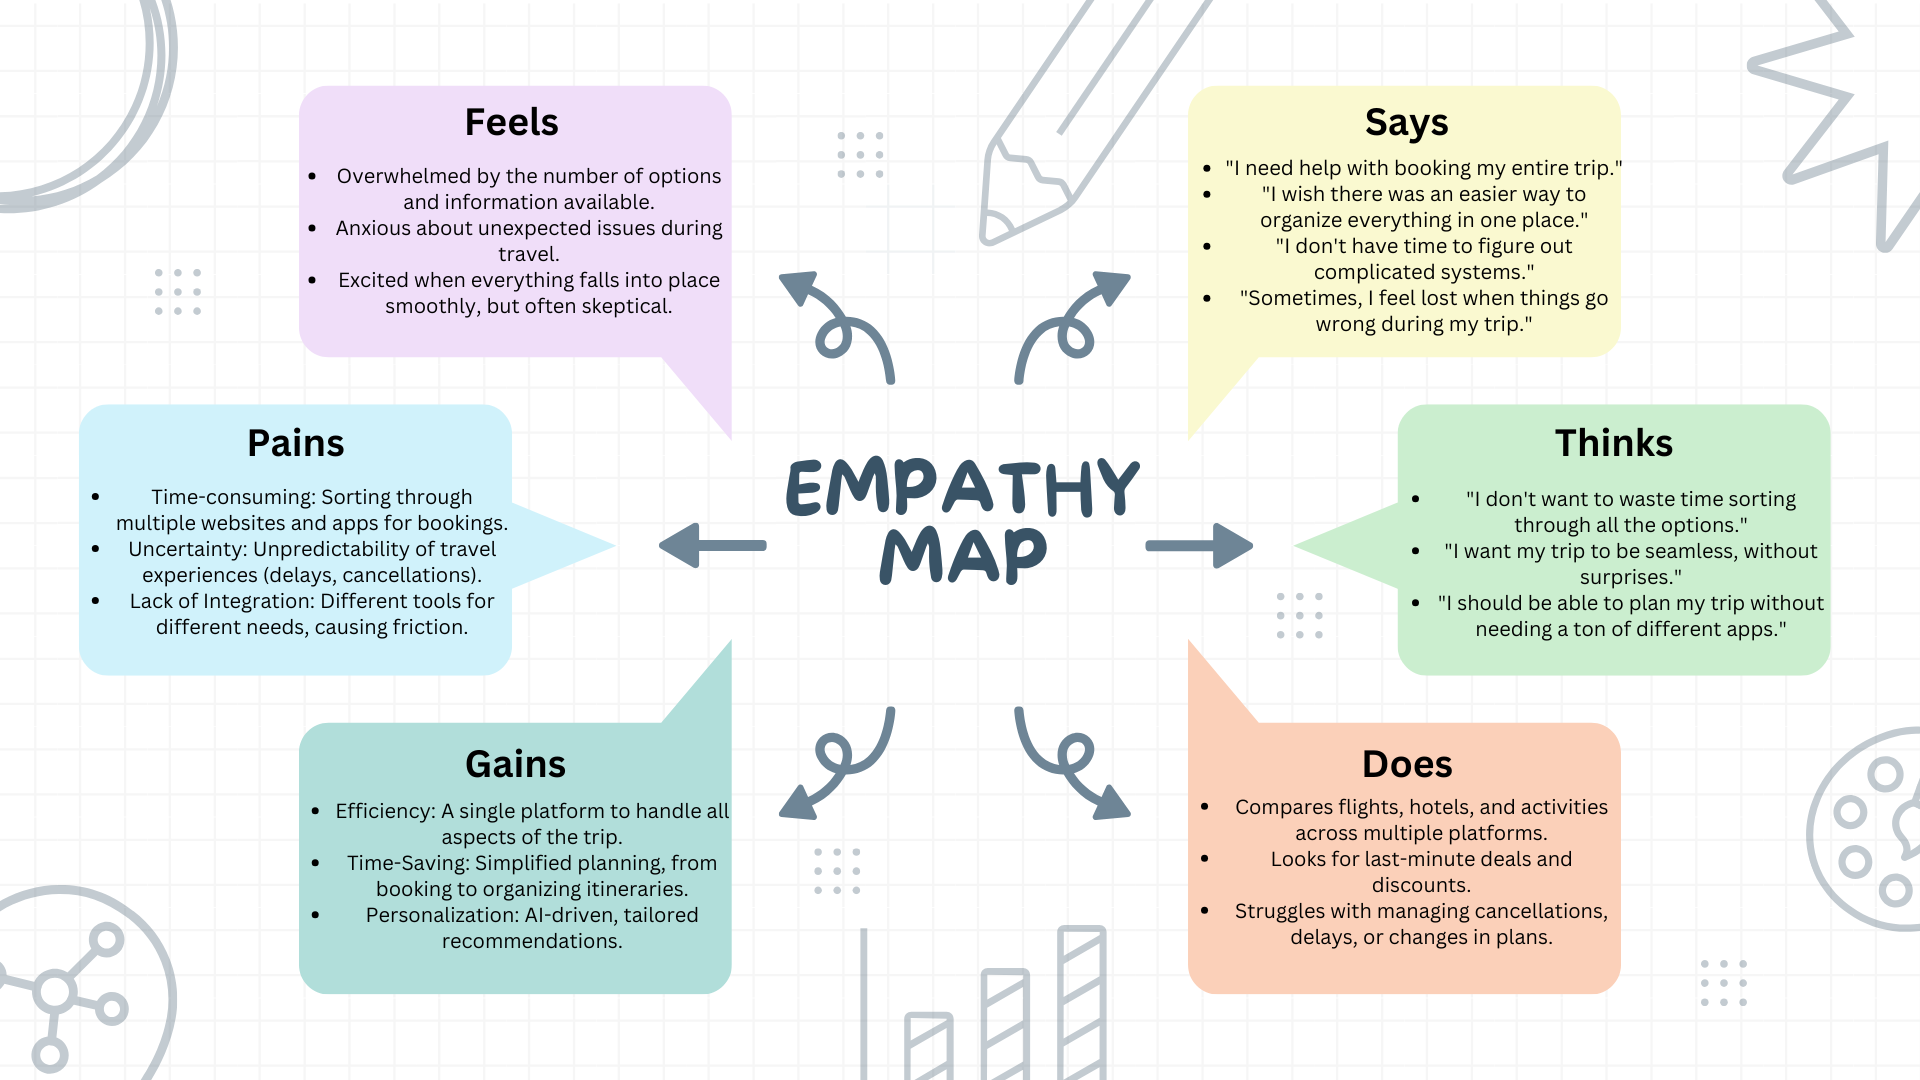 Feels
• Overwhelmed by the number of options
and information available.
• Anxious about unexpected issues during
travel.
• Excited when everything falls into place
smoothly, but often skeptical.
Says
• "I need help with booking my entire trip."
• "I wish there was an easier way to
organize everything in one place."
• "I don't have time to figure out
complicated systems."
• "Sometimes, I feel lost when things go
wrong during my trip."
Pains
• Time-consuming: Sorting through
multiple websites and apps for bookings.
• Uncertainty: Unpredictability of travel
experiences (delays, cancellations).
• Lack of Integration: Different tools for
different needs, causing friction.
EMPATHY
MAP
Thinks
• "I don't want to waste time sorting
through all the options."
• "I want my trip to be seamless, without
surprises."
• "I should be able to plan my trip without
needing a ton of different apps."
Gains
• Efficiency: A single platform to handle all
aspects of the trip.
• Time-Saving: Simplified planning, from
booking to organizing itineraries.
• Personalization: AI-driven, tailored
recommendations.
Does
• Compares flights, hotels, and activities
across multiple platforms.
• Looks for last-minute deals and
discounts.
• Struggles with managing cancellations,
delays, or changes in plans.